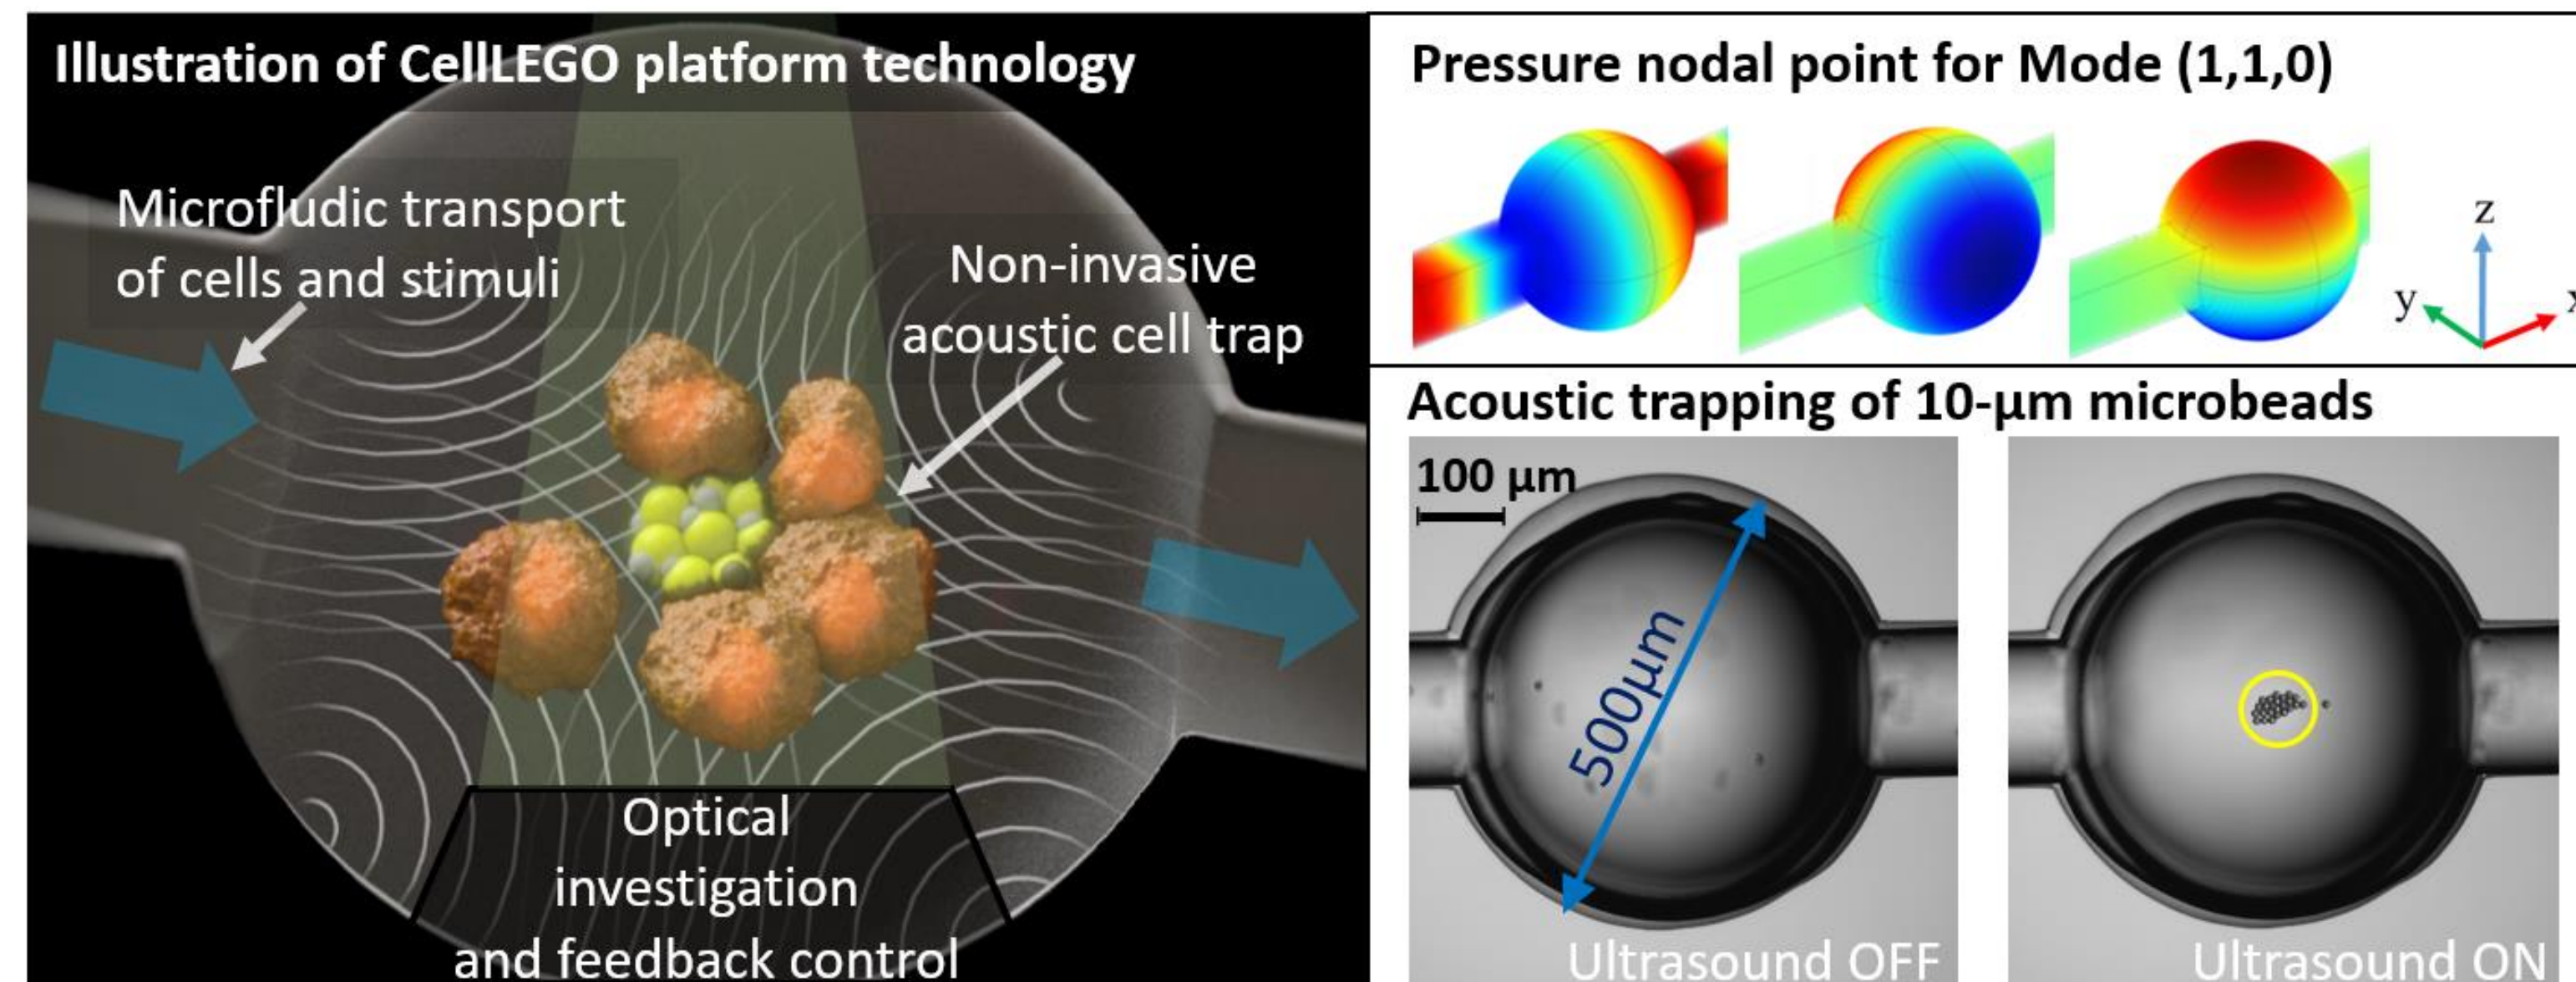 Illustration of CellLEGO platform technology
Microfludic transport
of cells and stimuli
Non-invasive
acoustic cell trap
Optical
investigation
and feedback control
Pressure nodal point for Mode (1,1,0)
z
y
x
Acoustic trapping of 10-µm microbeads
100 µm
500µm
Ultrasound OFF
Ultrasound ON